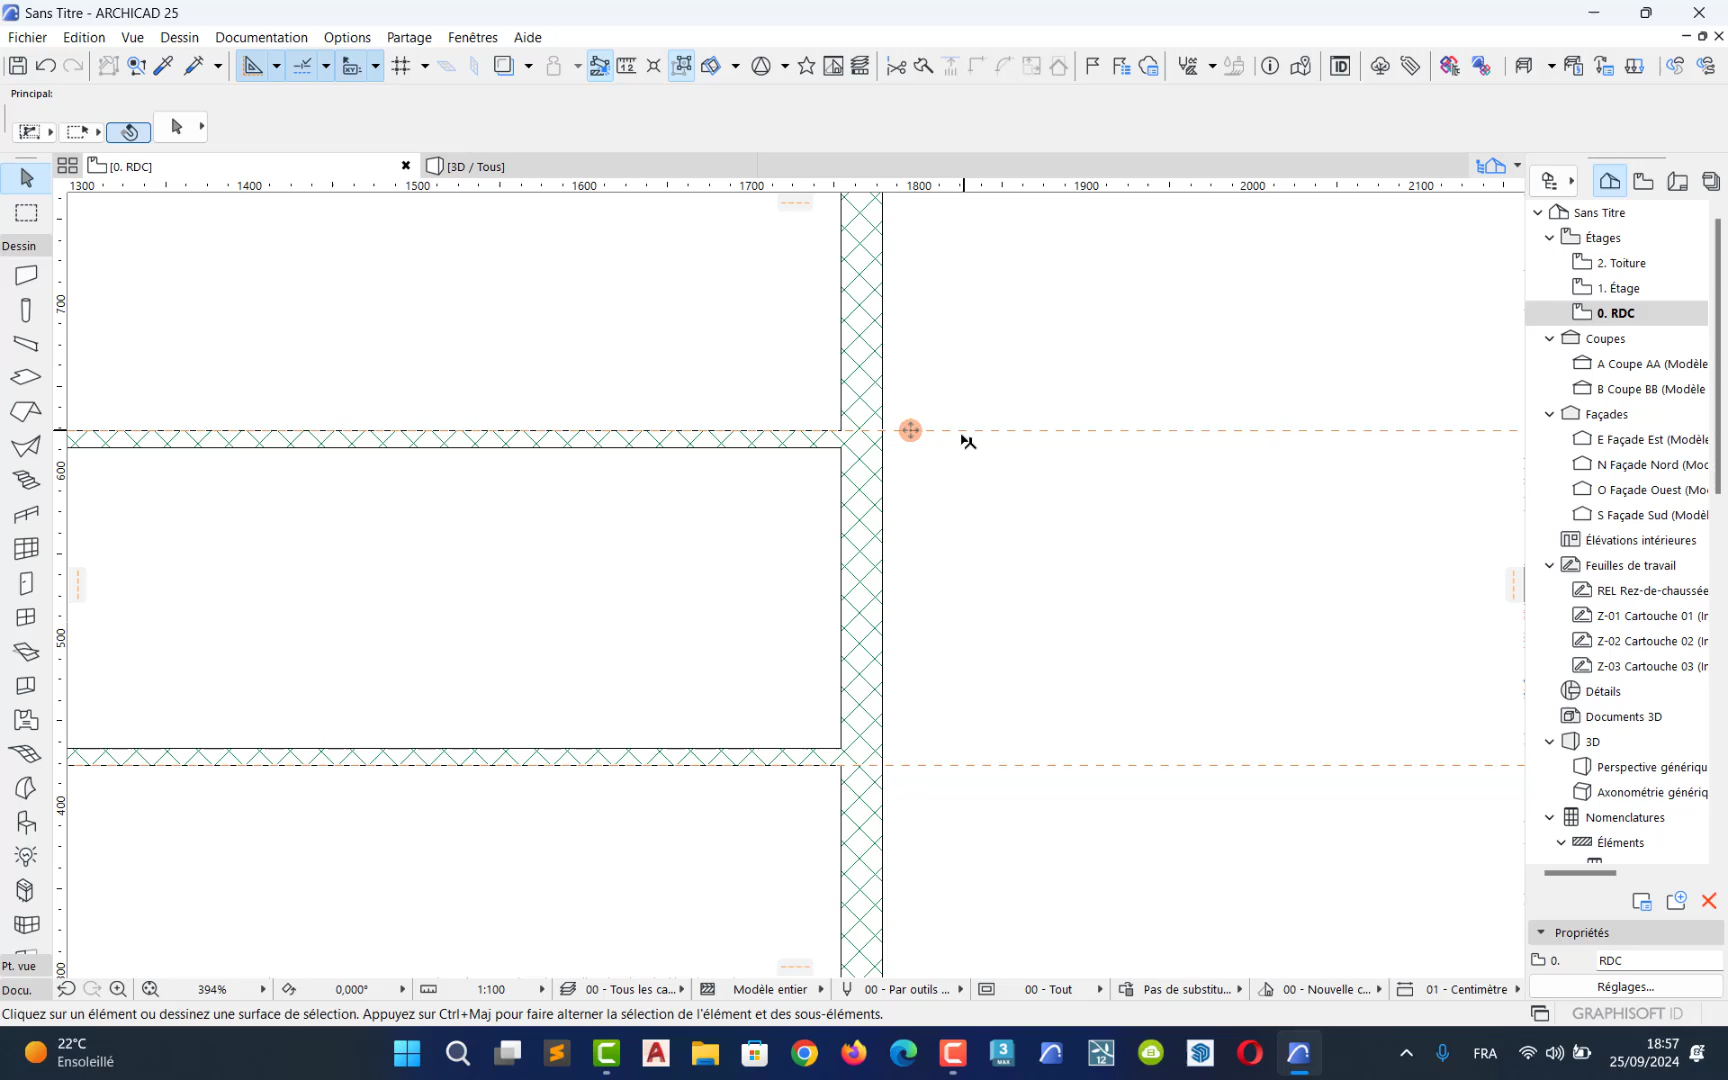 Sans Titre - ARCHICAD 25
Fichier Edition Vue Dessin Documentation Options Partage Fenêtres Aide
Principal:
[0. RDC]
[3D / Tous]
1300 1400 1500 1600 1700 1800 1900 2000 2100
700
600
500
400
Dessin
Pt. vue
Docu.
Sans Titre
Étages
2. Toiture
1. Étage
0. RDC
Coupes
A Coupe AA (Modèle
B Coupe BB (Modèle
Façades
E Façade Est (Modèle
N Façade Nord (Mod
O Façade Ouest (Mo
S Façade Sud (Modèl
Élévations intérieures
Feuilles de travail
REL Rez-de-chaussée
Z-01 Cartouche 01 (Ir
Z-02 Cartouche 02 (Ir
Z-03 Cartouche 03 (Ir
Détails
Documents 3D
3D
Perspective génériqu
Axonométrie génériq
Nomenclatures
Éléments
Propriétés
0. RDC
Réglages...
394% 0,000° 1:100 00 - Tous les ca... Modèle entier 00 - Par outils ... 00 - Tout Pas de substitu... 00 - Nouvelle c... 01 - Centimètre
Cliquez sur un élément ou dessinez une surface de sélection. Appuyez sur Ctrl+Maj pour faire alterner la sélection de l'élément et des sous-éléments.
GRAPHISOFT ID
22°C
Ensoleillé
FRA
18:57
25/09/2024